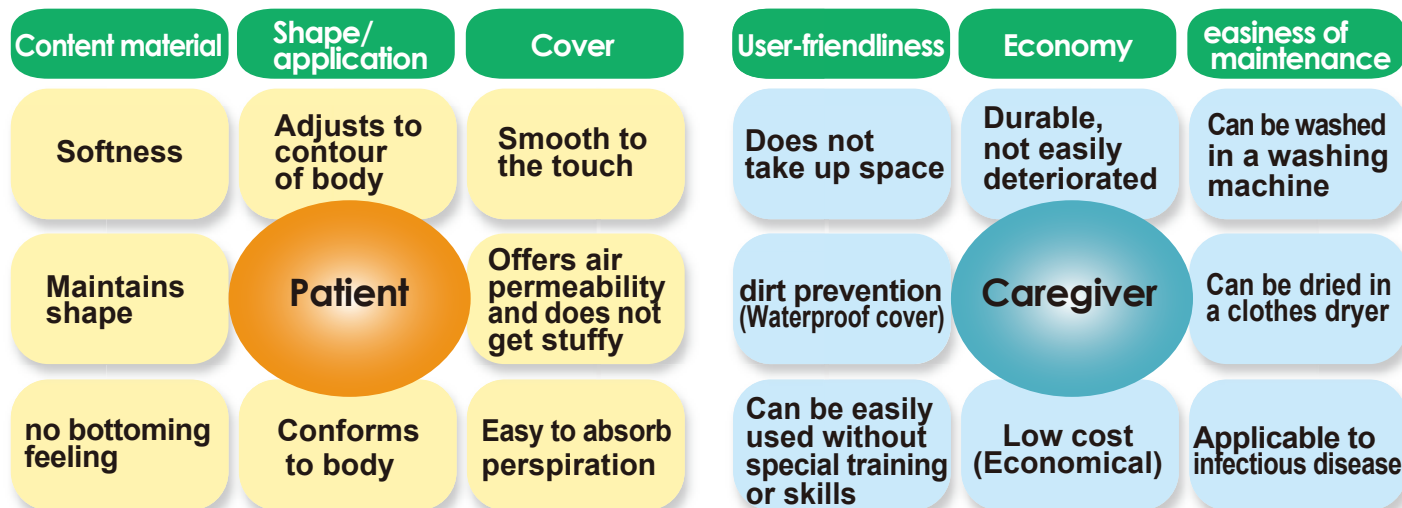 Content material
Shape/
application
Cover
Softness
Adjusts to
contour
of body
Smooth to
the touch
Maintains
shape
Patient
Offers air
permeability
and does not
get stuffy
no bottoming
feeling
Conforms
to body
Easy to absorb
perspiration
User-friendliness
Economy
easiness of
maintenance
Does not
take up space
Durable,
not easily
deteriorated
Can be washed
in a washing
machine
dirt prevention
(Waterproof cover)
Caregiver
Can be dried in
a clothes dryer
Can be easily
used without
special training
or skills
Low cost
(Economical)
Applicable to
infectious disease